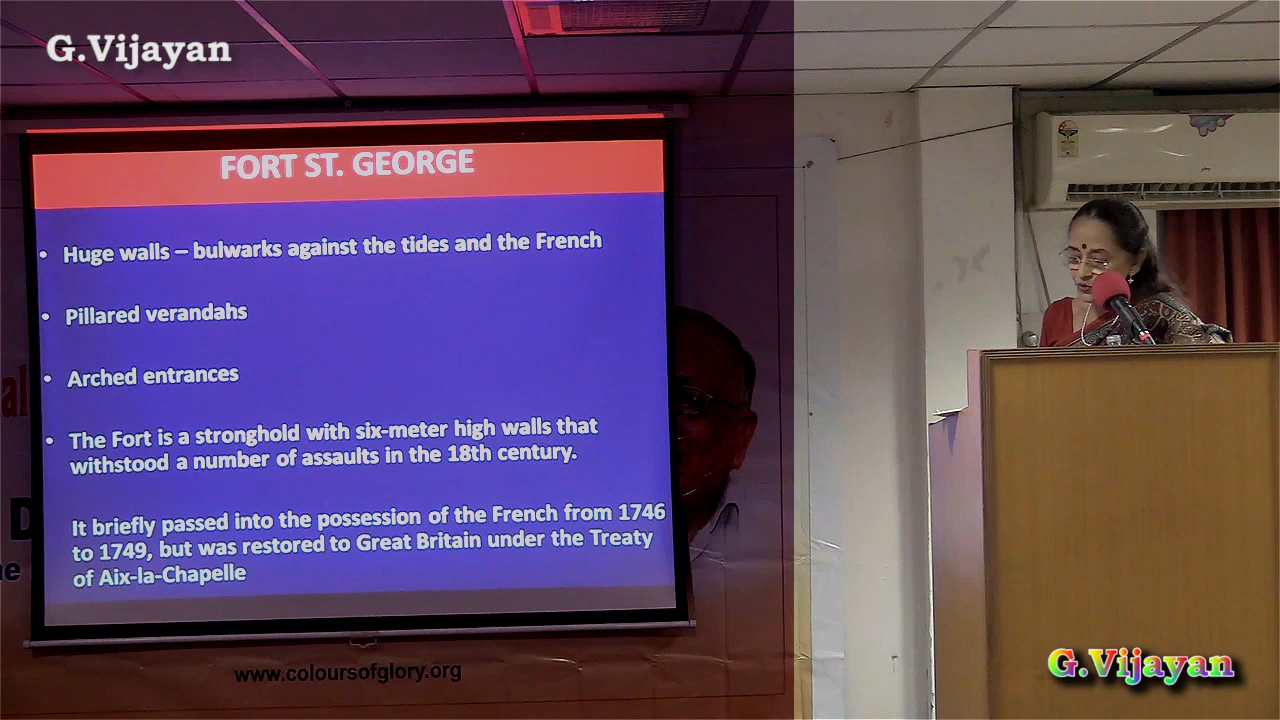 G.Vijayan
FORT ST. GEORGE
• Huge walls – bulwarks against the tides and the French
• Pillared verandahs
• Arched entrances
• The Fort is a stronghold with six-meter high walls that
withstood a number of assaults in the 18th century.
It briefly passed into the possession of the French from 1746
to 1749, but was restored to Great Britain under the Treaty
of Aix-la-Chapelle
www.coloursofglory.org
G.Vijayan